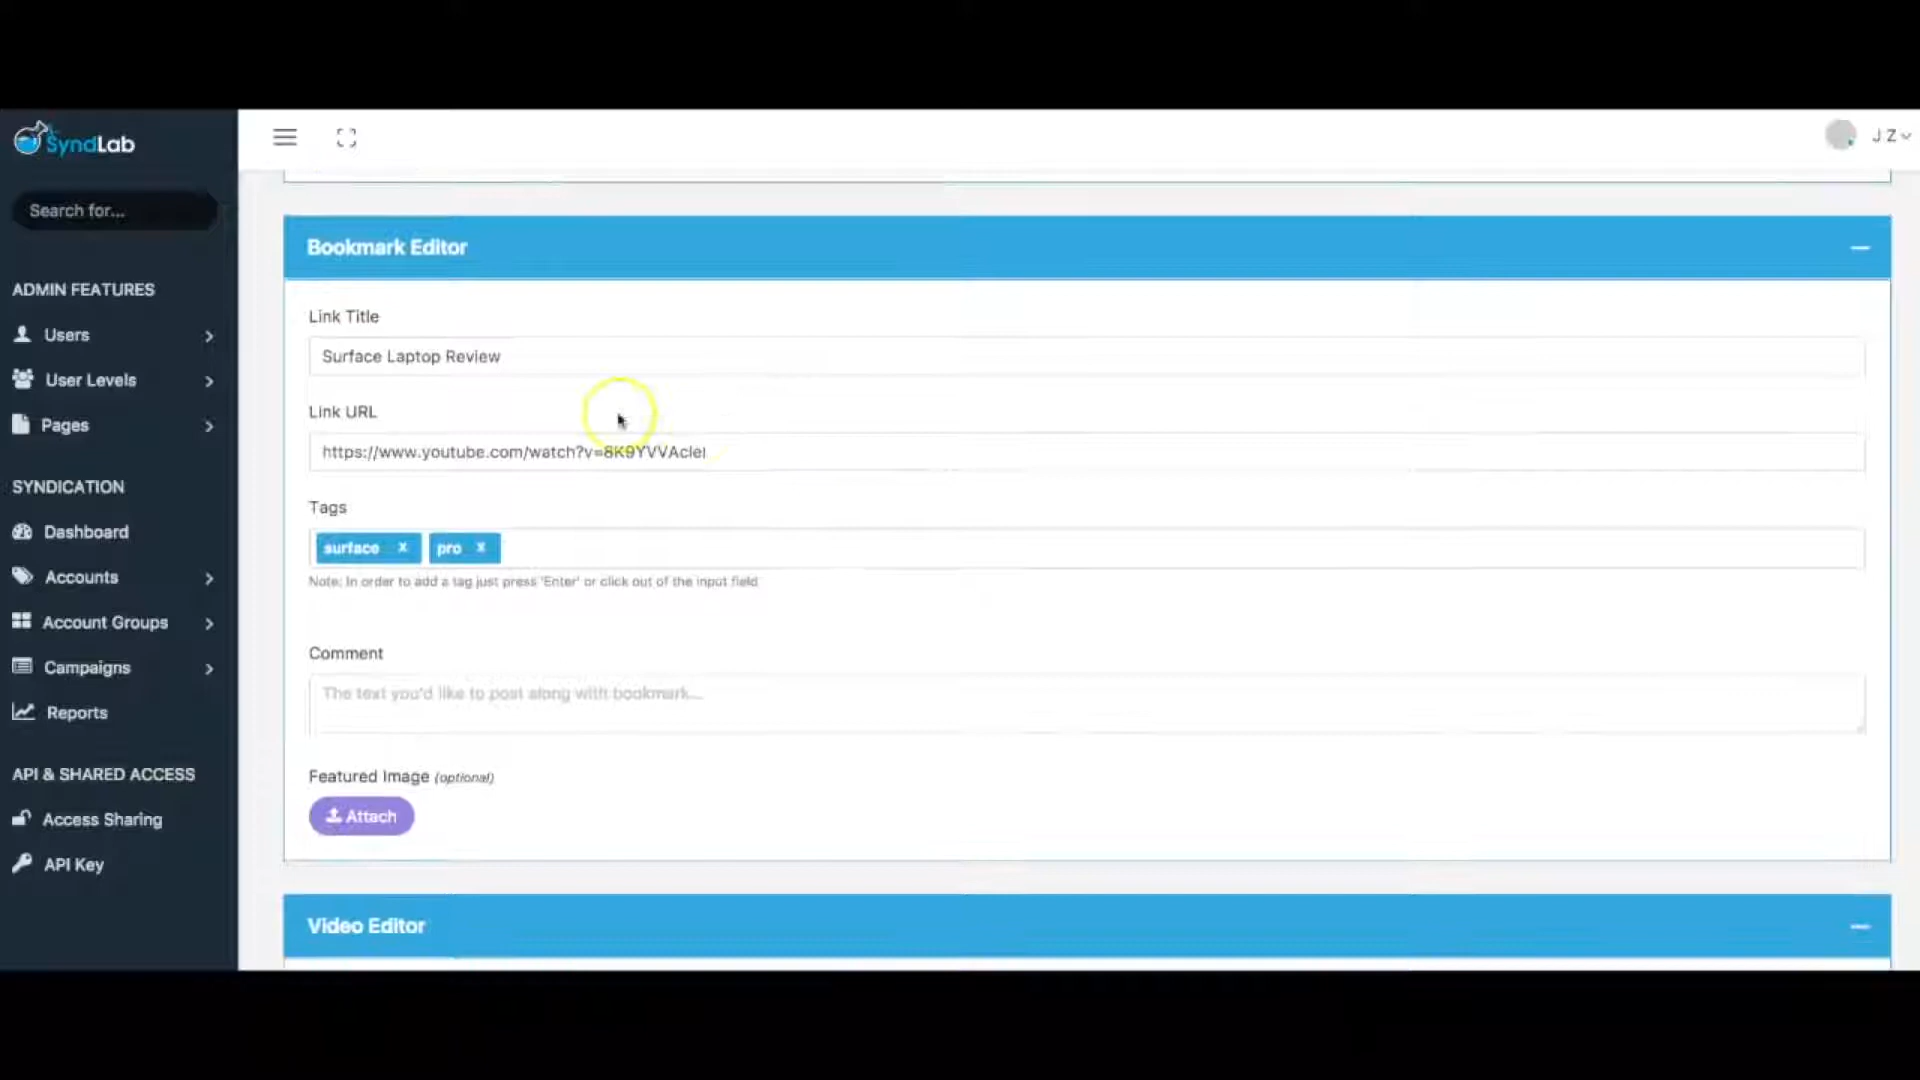 SyndLab
J Z
Search for...
ADMIN FEATURES
Users
User Levels
Pages
SYNDICATION
Dashboard
Accounts
Account Groups
Campaigns
Reports
API & SHARED ACCESS
Access Sharing
API Key
Bookmark Editor
Link Title
Surface Laptop Review
Link URL
https://www.youtube.com/watch?v=8K9YVVAcleI
Tags
surface x pro x
Note: In order to add a tag just press 'Enter' or click out of the input field
Comment
The text you'd like to post along with bookmark...
Featured Image (optional)
Attach
Video Editor